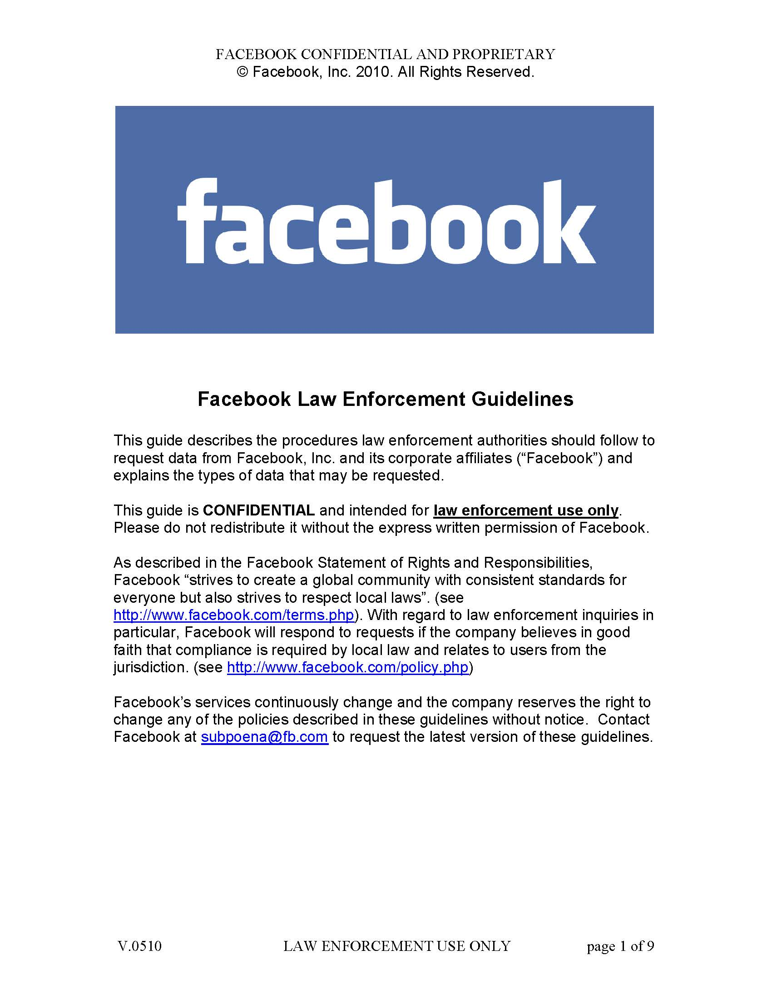 FACEBOOK CONFIDENTIAL AND PROPRIETARY
© Facebook, Inc. 2010. All Rights Reserved.
facebook
Facebook Law Enforcement Guidelines
This guide describes the procedures law enforcement authorities should follow to
request data from Facebook, Inc. and its corporate affiliates (“Facebook”) and
explains the types of data that may be requested.
This guide is CONFIDENTIAL and intended for law enforcement use only.
Please do not redistribute it without the express written permission of Facebook.
As described in the Facebook Statement of Rights and Responsibilities,
Facebook “strives to create a global community with consistent standards for
everyone but also strives to respect local laws”. (see
http://www.facebook.com/terms.php). With regard to law enforcement inquiries in
particular, Facebook will respond to requests if the company believes in good
faith that compliance is required by local law and relates to users from the
jurisdiction. (see http://www.facebook.com/policy.php)
Facebook’s services continuously change and the company reserves the right to
change any of the policies described in these guidelines without notice.  Contact
Facebook at subpoena@fb.com to request the latest version of these guidelines.
V.0510 LAW ENFORCEMENT USE ONLY page 1 of 9